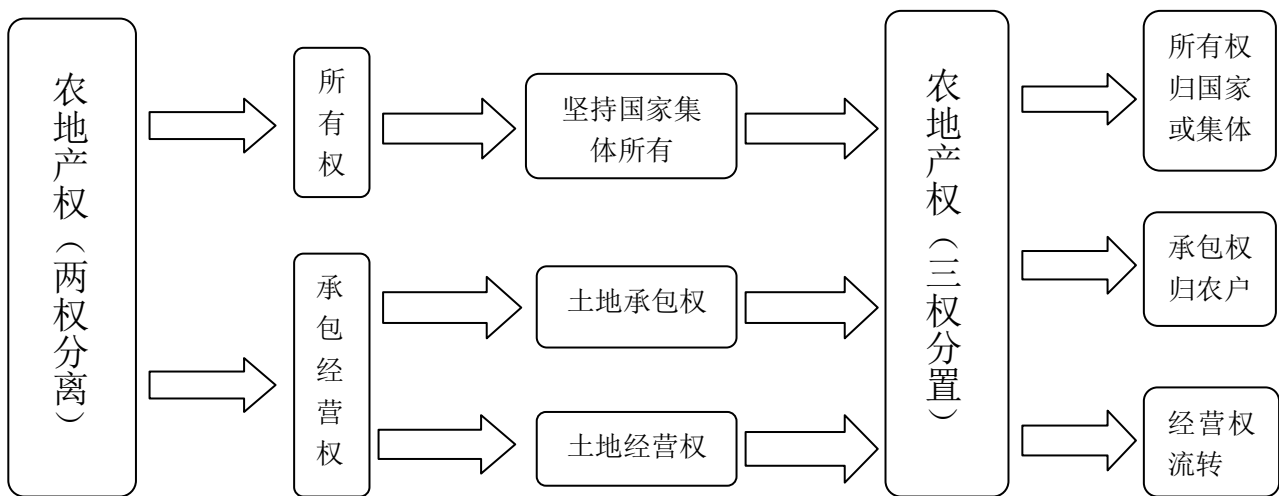 农地产权（两权分离）
所有权
承包经营权
坚持国家集
体所有
土地承包权
土地经营权
农地产权（三权分置）
所有权
归国家
或集体
承包权
归农户
经营权
流转